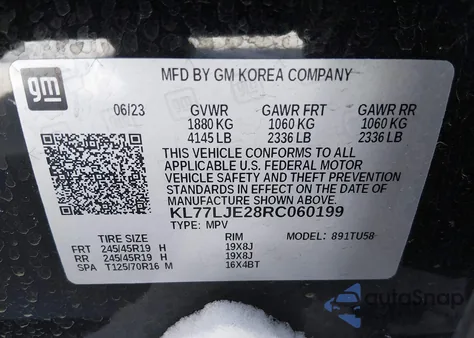 gm
MFD BY GM KOREA COMPANY
06/23 GVWR GAWR FRT GAWR RR
1880 KG 1060 KG 1060 KG
4145 LB 2336 LB 2336 LB
THIS VEHICLE CONFORMS TO ALL
APPLICABLE U.S. FEDERAL MOTOR
VEHICLE SAFETY AND THEFT PREVENTION
STANDARDS IN EFFECT ON THE DATE OF
MANUFACTURE SHOWN ABOVE.
KL77LJE28RC060199
TYPE: MPV MODEL: 891TU58
TIRE SIZE RIM
FRT 245/45R19 H 19X8J
RR 245/45R19 H 19X8J
SPA T125/70R16 M 16X4BT
autoSnap